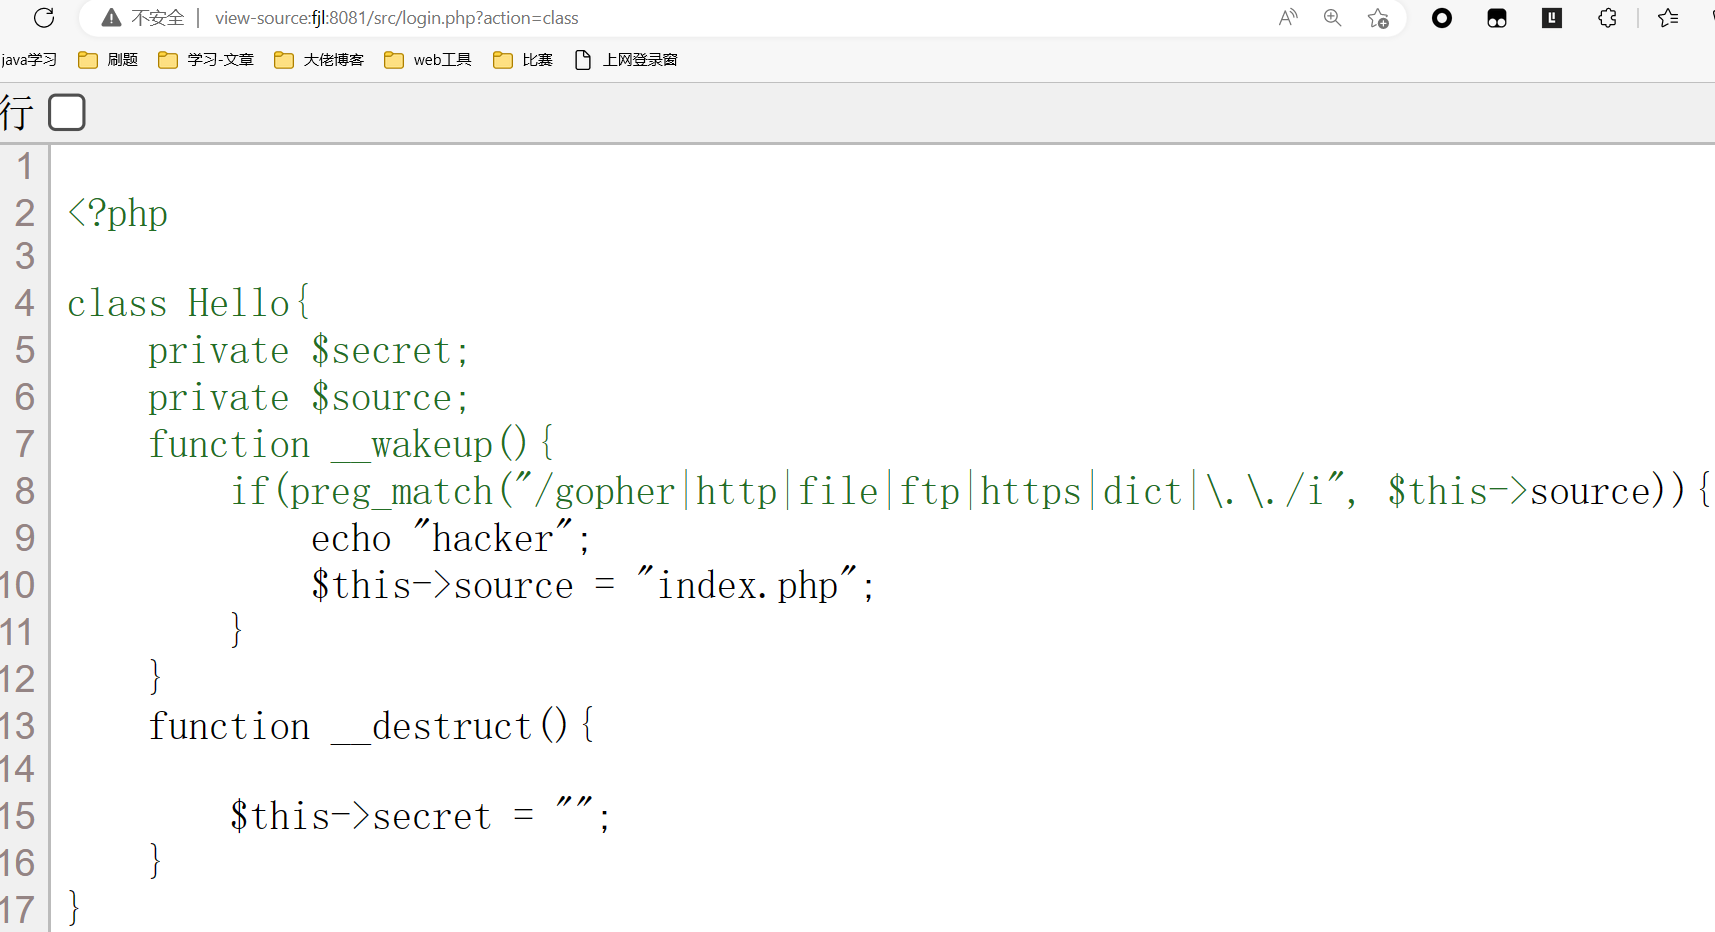 不安全 | view-source:fjl:8081/src/login.php?action=class
java学习 刷题 学习-文章 大佬博客 web工具 比赛 上网登录窗
行
1
2 <?php
3
4 class Hello{
5 private $secret;
6 private $source;
7 function __wakeup(){
8 if(preg_match("/gopher|http|file|ftp|https|dict|\.\./i", $this->source)){
9 echo "hacker";
10 $this->source = "index.php";
11 }
12 }
13 function __destruct(){
14
15 $this->secret = "";
16 }
17 }